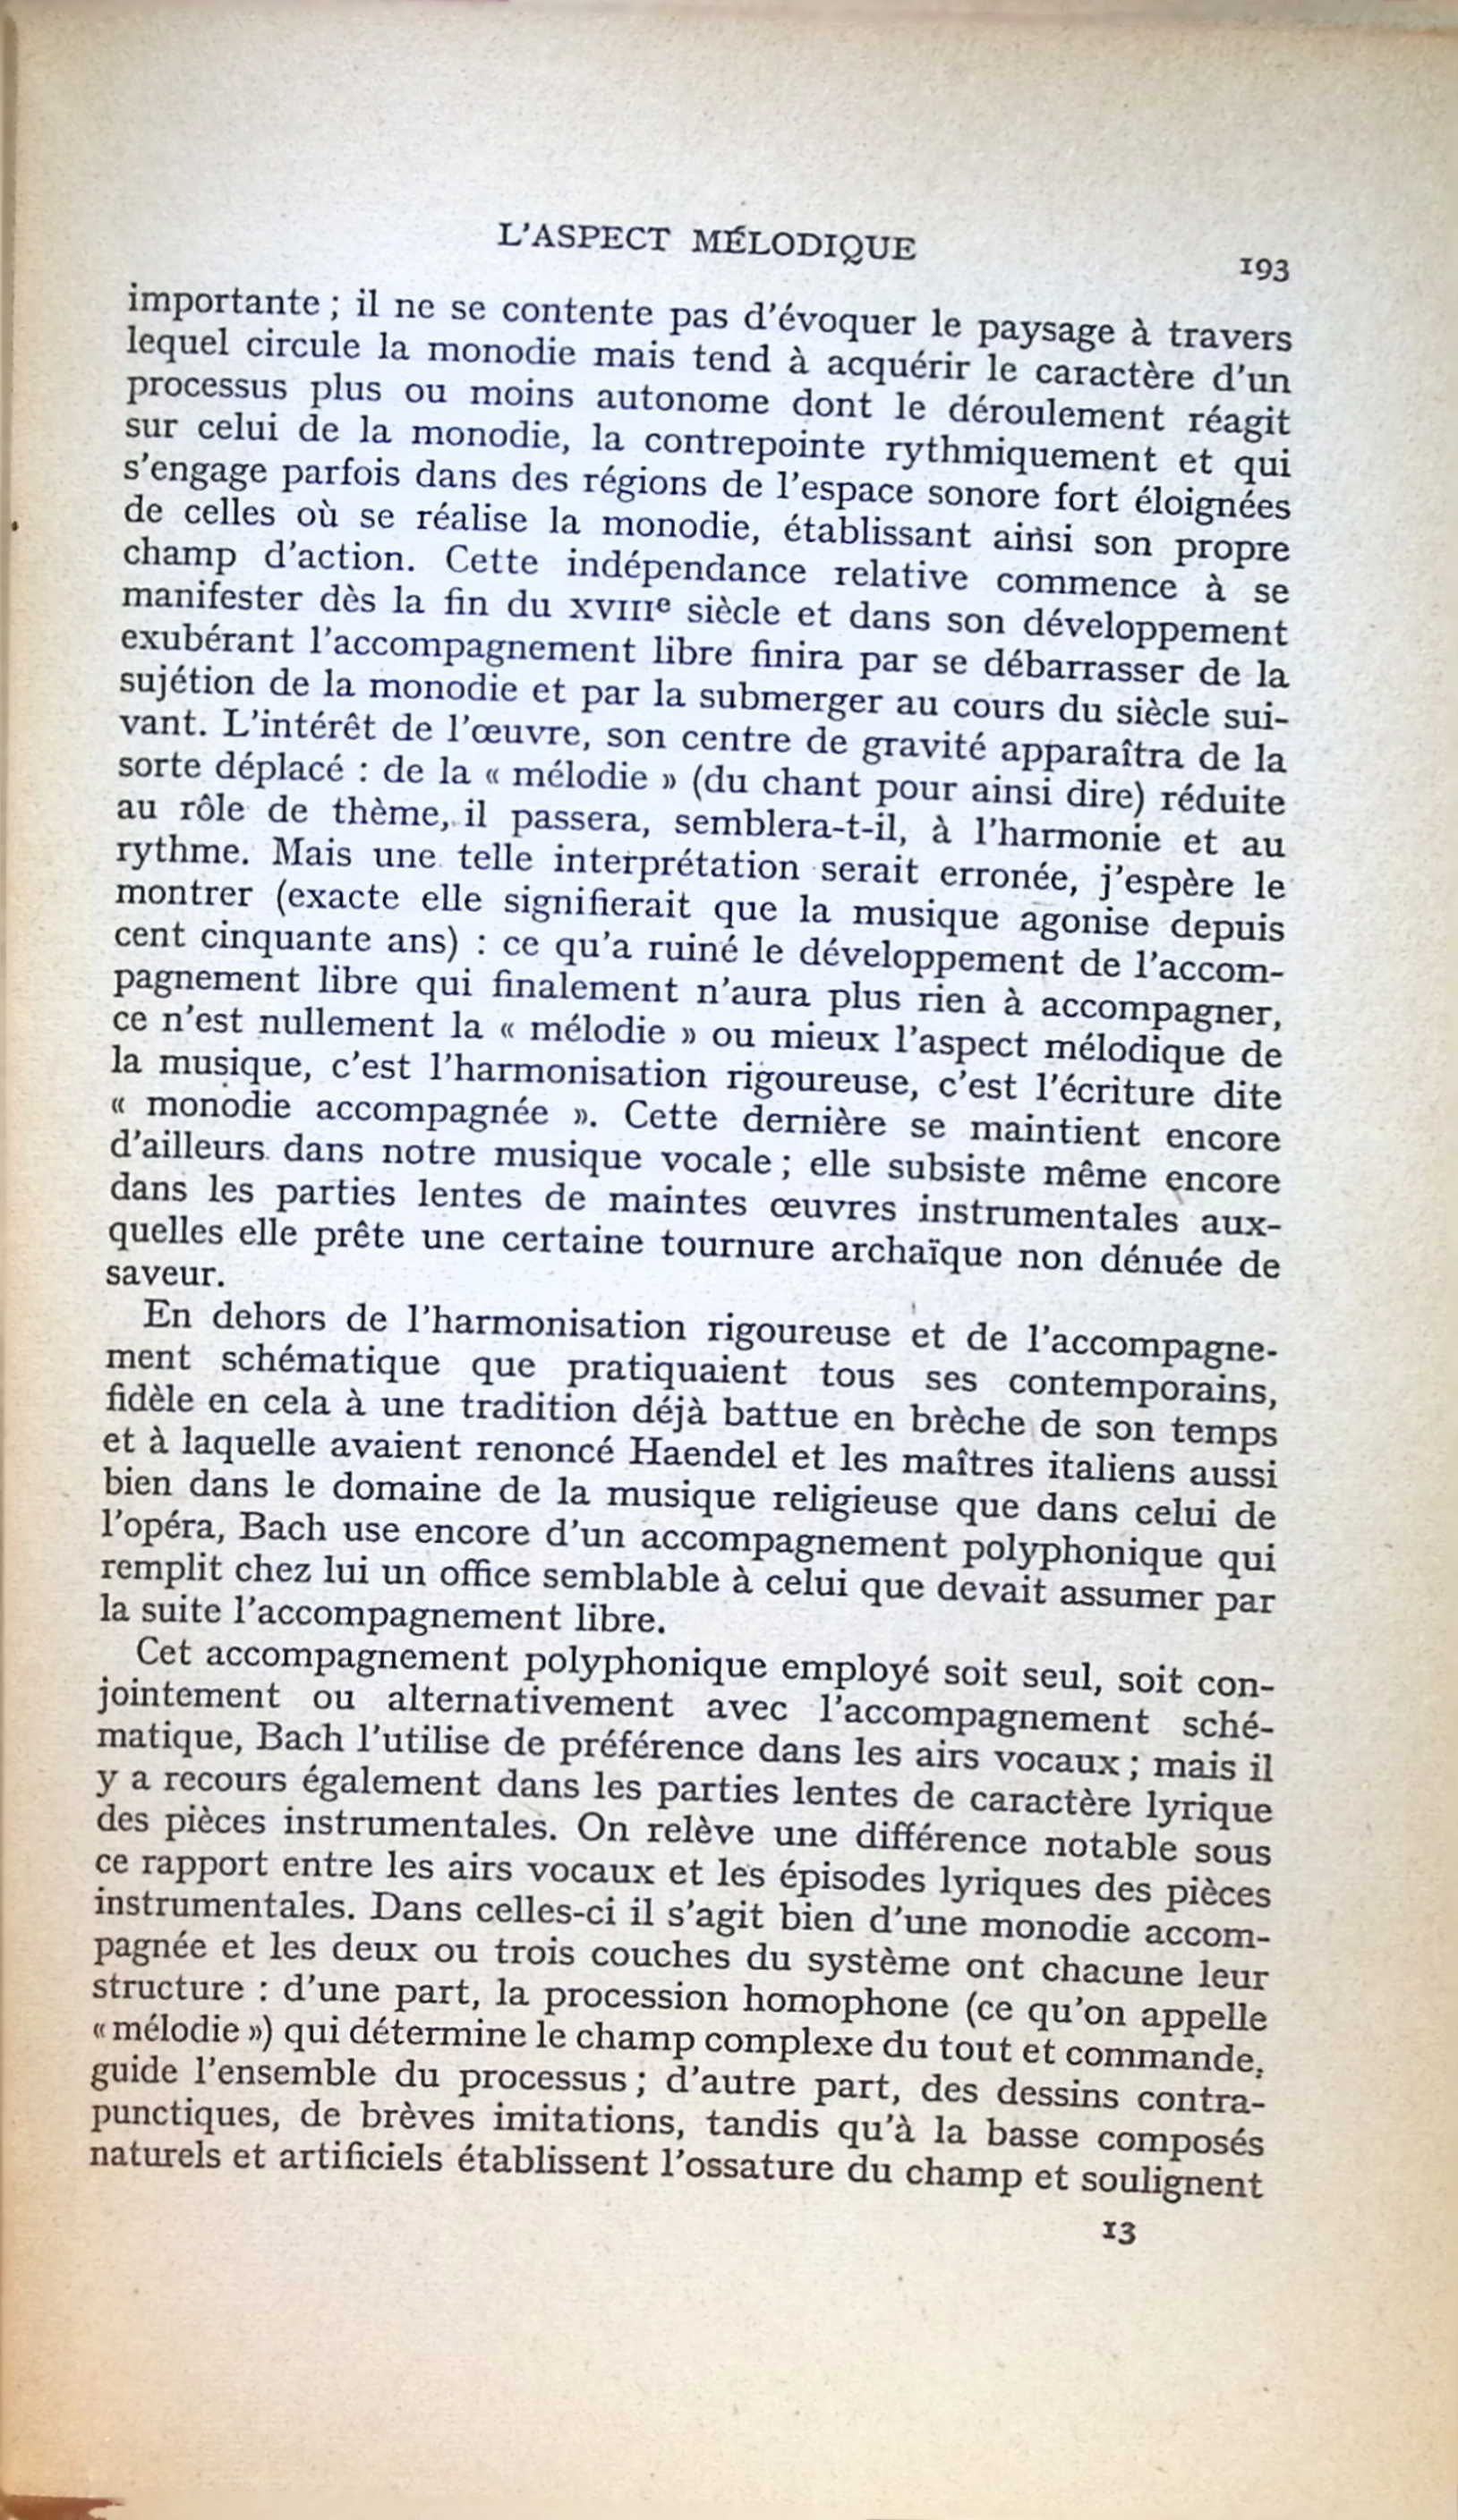 L'ASPECT MÉLODIQUE 193
importante ; il ne se contente pas d'évoquer le paysage à travers
lequel circule la monodie mais tend à acquérir le caractère d'un
processus plus ou moins autonome dont le déroulement réagit
sur celui de la monodie, la contrepointe rythmiquement et qui
s'engage parfois dans des régions de l'espace sonore fort éloignées
de celles où se réalise la monodie, établissant ainsi son propre
champ d'action. Cette indépendance relative commence à se
manifester dès la fin du XVIIIe siècle et dans son développement
exubérant l'accompagnement libre finira par se débarrasser de la
sujétion de la monodie et par la submerger au cours du siècle sui-
vant. L'intérêt de l'œuvre, son centre de gravité apparaîtra de la
sorte déplacé : de la « mélodie » (du chant pour ainsi dire) réduite
au rôle de thème, il passera, semblera-t-il, à l'harmonie et au
rythme. Mais une telle interprétation serait erronée, j'espère le
montrer (exacte elle signifierait que la musique agonise depuis
cent cinquante ans) : ce qu'a ruiné le développement de l'accom-
pagnement libre qui finalement n'aura plus rien à accompagner,
ce n'est nullement la « mélodie » ou mieux l'aspect mélodique de
la musique, c'est l'harmonisation rigoureuse, c'est l'écriture dite
« monodie accompagnée ». Cette dernière se maintient encore
d'ailleurs dans notre musique vocale ; elle subsiste même encore
dans les parties lentes de maintes œuvres instrumentales aux-
quelles elle prête une certaine tournure archaïque non dénuée de
saveur.
En dehors de l'harmonisation rigoureuse et de l'accompagne-
ment schématique que pratiquaient tous ses contemporains,
fidèle en cela à une tradition déjà battue en brèche de son temps
et à laquelle avaient renoncé Haendel et les maîtres italiens aussi
bien dans le domaine de la musique religieuse que dans celui de
l'opéra, Bach use encore d'un accompagnement polyphonique qui
remplit chez lui un office semblable à celui que devait assumer par
la suite l'accompagnement libre.
Cet accompagnement polyphonique employé soit seul, soit con-
jointement ou alternativement avec l'accompagnement sché-
matique, Bach l'utilise de préférence dans les airs vocaux ; mais il
y a recours également dans les parties lentes de caractère lyrique
des pièces instrumentales. On relève une différence notable sous
ce rapport entre les airs vocaux et les épisodes lyriques des pièces
instrumentales. Dans celles-ci il s'agit bien d'une monodie accom-
pagnée et les deux ou trois couches du système ont chacune leur
structure : d'une part, la procession homophone (ce qu'on appelle
« mélodie ») qui détermine le champ complexe du tout et commande,
guide l'ensemble du processus ; d'autre part, des dessins contra-
punctiques, de brèves imitations, tandis qu'à la basse composés
naturels et artificiels établissent l'ossature du champ et soulignent
13